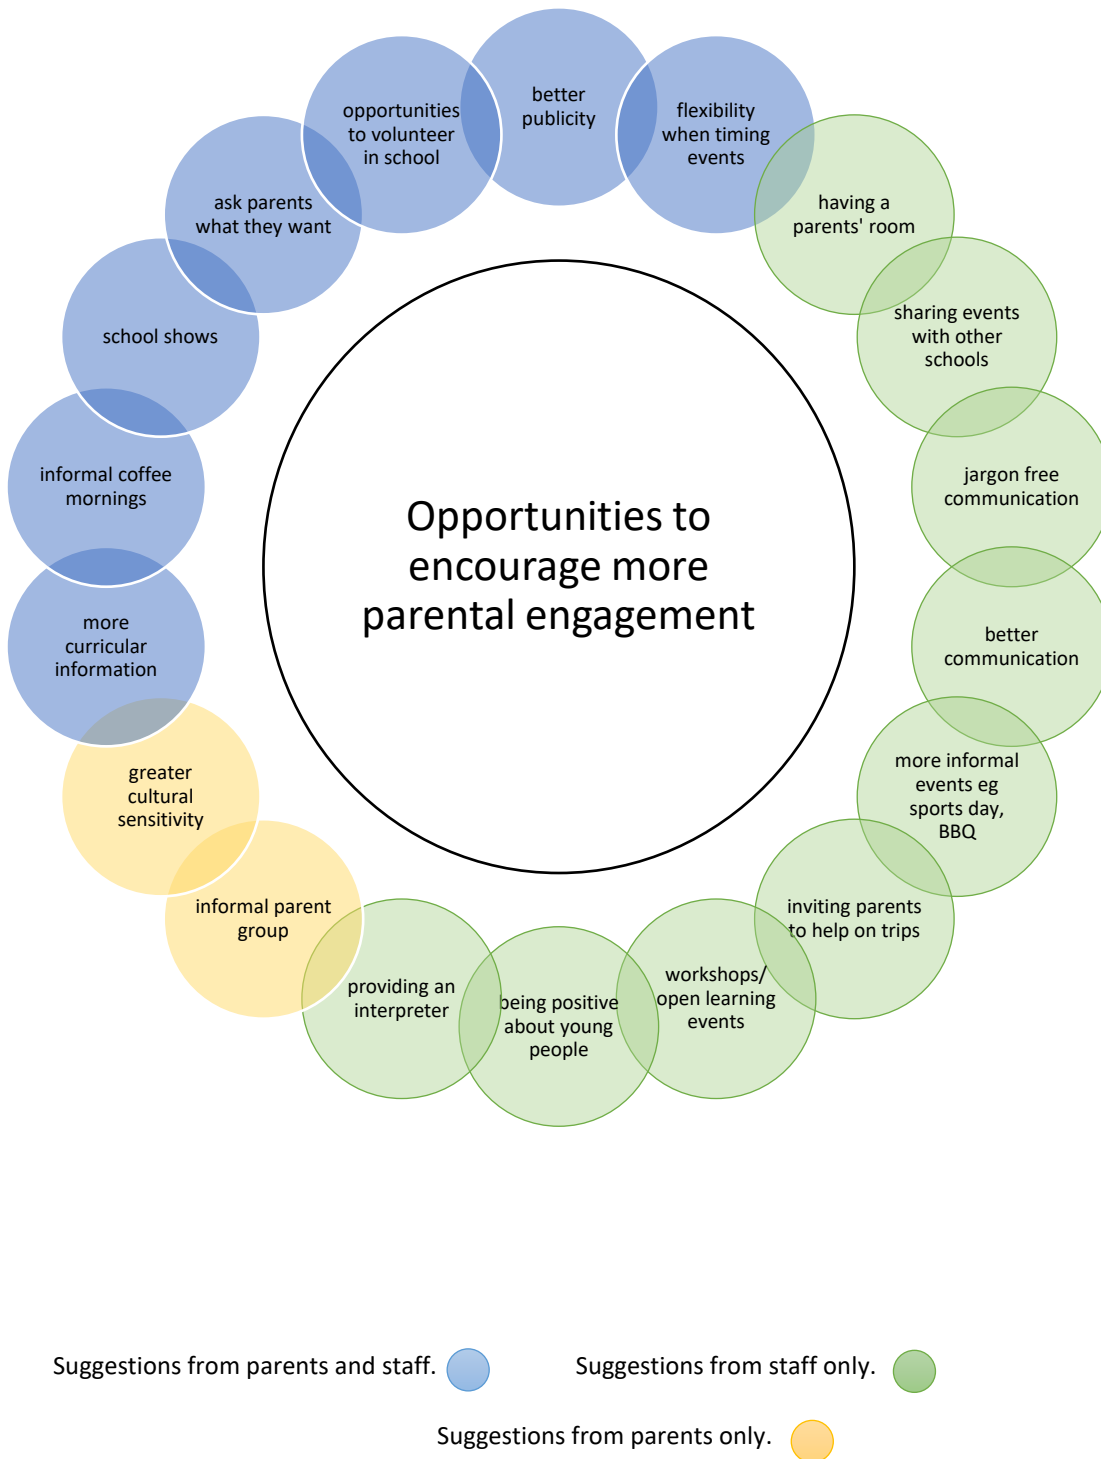 better
publicity
flexibility
when timing
events
having a
parents' room
sharing events
with other
schools
jargon free
communication
better
communication
more informal
events eg
sports day,
BBQ
inviting parents
to help on trips
workshops/
open learning
events
being positive
about young
people
providing an
interpreter
informal parent
group
greater
cultural
sensitivity
more
curricular
information
informal coffee
mornings
school shows
ask parents
what they want
opportunities
to volunteer
in school
Opportunities to
encourage more
parental engagement
Suggestions from parents and staff.
Suggestions from staff only.
Suggestions from parents only.